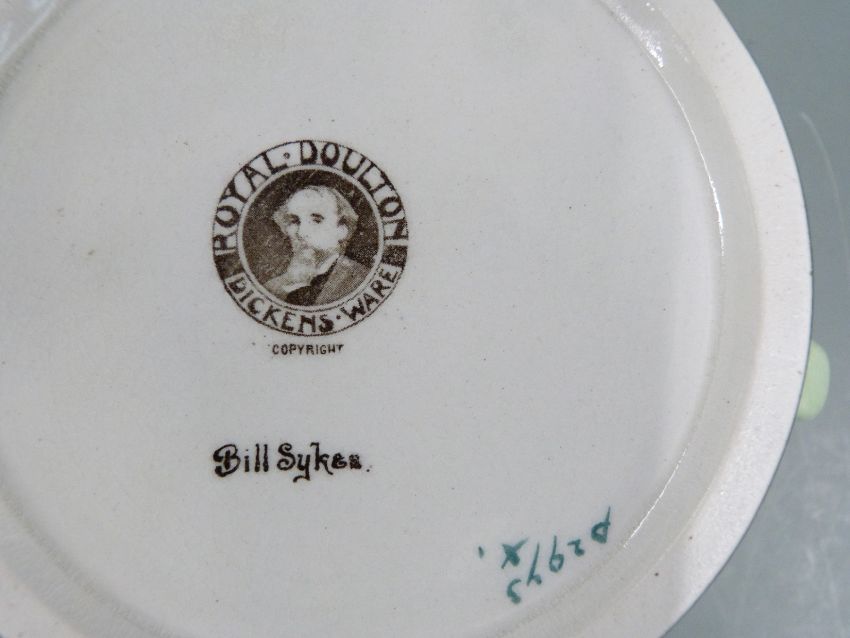 ROYAL · DOULTON
DICKENS · WARE
COPYRIGHT
Bill Sykes.